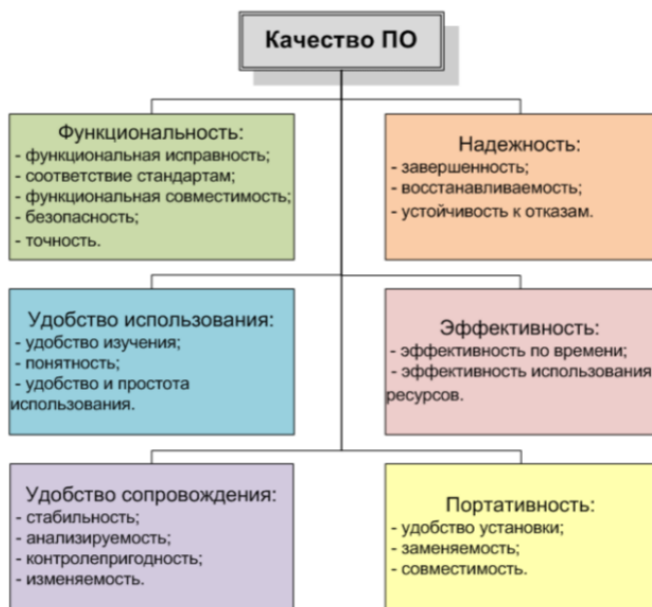 Качество ПО
Функциональность:
- функциональная исправность;
- соответствие стандартам;
- функциональная совместимость;
- безопасность;
- точность.
Надежность:
- завершенность;
- восстанавливаемость;
- устойчивость к отказам.
Удобство использования:
- удобство изучения;
- понятность;
- удобство и простота
использования.
Эффективность:
- эффективность по времени;
- эффективность использования
ресурсов.
Удобство сопровождения:
- стабильность;
- анализируемость;
- контролепригодность;
- изменяемость.
Портативность:
- удобство установки;
- заменяемость;
- совместимость.